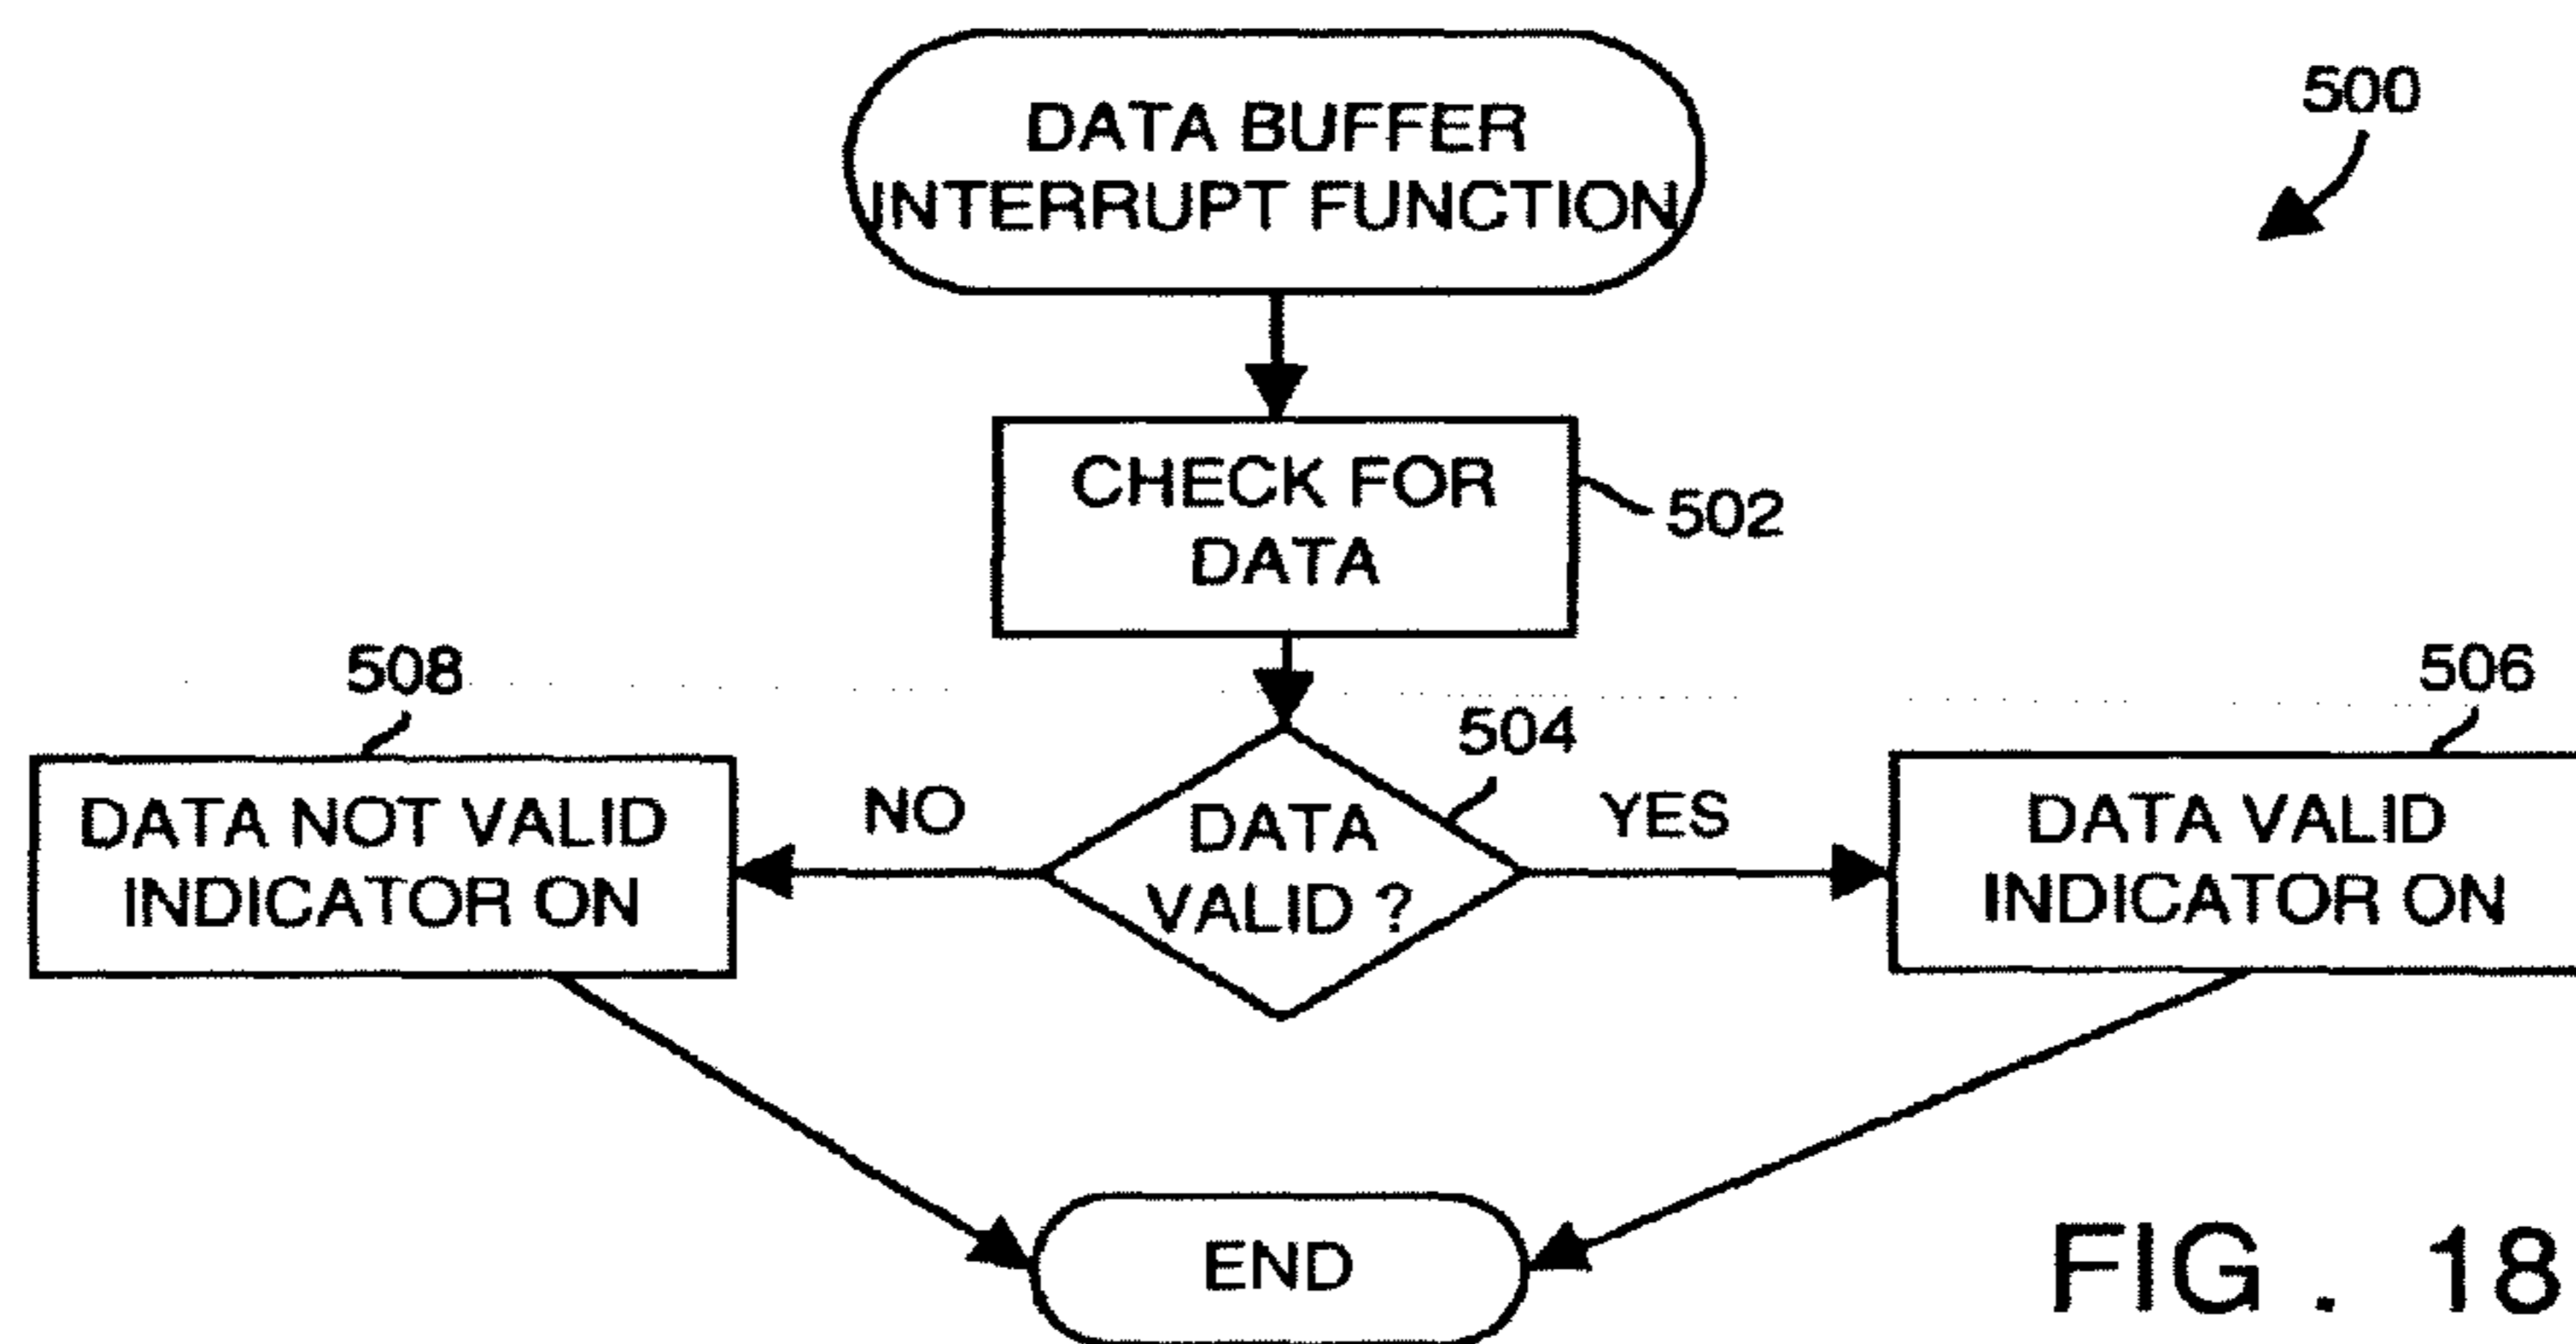 DATA BUFFER
INTERRUPT FUNCTION
500
CHECK FOR
DATA
502
508
504
506
DATA NOT VALID
INDICATOR ON
NO
DATA
VALID ?
YES
DATA VALID
INDICATOR ON
END
FIG . 18